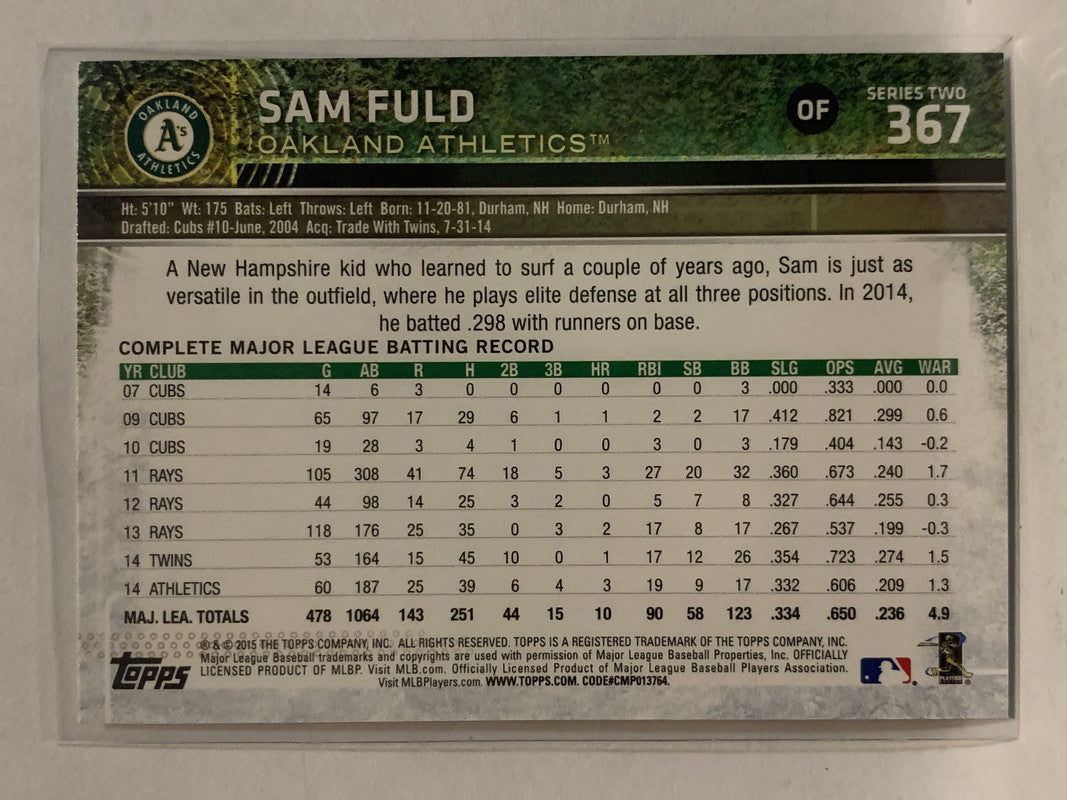 OAKLAND
A's
ATHLETICS
SAM FULD
OAKLAND ATHLETICS™
OF
SERIES TWO
367
Ht: 5'10" Wt: 175 Bats: Left Throws: Left Born: 11-20-81, Durham, NH Home: Durham, NH
Drafted: Cubs #10-June, 2004 Acq: Trade With Twins, 7-31-14
A New Hampshire kid who learned to surf a couple of years ago, Sam is just as
versatile in the outfield, where he plays elite defense at all three positions. In 2014,
he batted .298 with runners on base.
COMPLETE MAJOR LEAGUE BATTING RECORD
YR CLUB G AB R H 2B 3B HR RBI SB BB SLG OPS AVG WAR
07 CUBS 14 6 3 0 0 0 0 0 0 3 .000 .333 .000 0.0
09 CUBS 65 97 17 29 6 1 1 2 2 17 .412 .821 .299 0.6
10 CUBS 19 28 3 4 1 0 0 3 0 3 .179 .404 .143 -0.2
11 RAYS 105 308 41 74 18 5 3 27 20 32 .360 .673 .240 1.7
12 RAYS 44 98 14 25 3 2 0 5 7 8 .327 .644 .255 0.3
13 RAYS 118 176 25 35 0 3 2 17 8 17 .267 .537 .199 -0.3
14 TWINS 53 164 15 45 10 0 1 17 12 26 .354 .723 .274 1.5
14 ATHLETICS 60 187 25 39 6 4 3 19 9 17 .332 .606 .209 1.3
MAJ. LEA. TOTALS 478 1064 143 251 44 15 10 90 58 123 .334 .650 .236 4.9
® & © 2015 THE TOPPS COMPANY, INC. ALL RIGHTS RESERVED. TOPPS IS A REGISTERED TRADEMARK OF THE TOPPS COMPANY, INC.
Major League Baseball trademarks and copyrights are used with permission of Major League Baseball Properties, Inc. OFFICIALLY
LICENSED PRODUCT OF MLBP. Visit MLB.com. Officially Licensed Product of Major League Baseball Players Association.
Visit MLBPlayers.com. WWW.TOPPS.COM. CODE#CMP013764.
Topps
PLAYERS